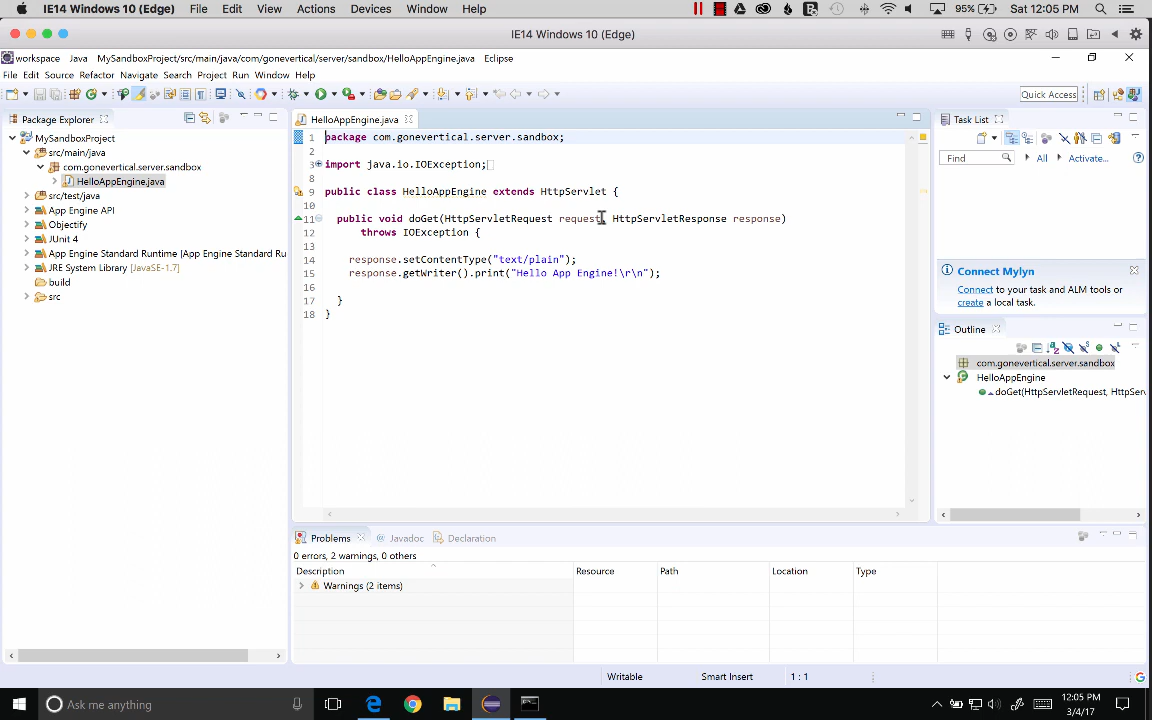 IE14 Windows 10 (Edge) File Edit View Actions Devices Window Help 95% Sat 12:05 PM
IE14 Windows 10 (Edge)
workspace Java MySandboxProject/src/main/java/com/gonevertical/server/sandbox/HelloAppEngine.java Eclipse
File Edit Source Refactor Navigate Search Project Run Window Help
Quick Access
Package Explorer
MySandboxProject
src/main/java
com.gonevertical.server.sandbox
HelloAppEngine.java
src/test/java
App Engine API
Objectify
JUnit 4
App Engine Standard Runtime [App Engine Standard Ru
JRE System Library [JavaSE-1.7]
build
src
HelloAppEngine.java
1 package com.gonevertical.server.sandbox;
2
3 import java.io.IOException;
8
9 public class HelloAppEngine extends HttpServlet {
10
11 public void doGet(HttpServletRequest request, HttpServletResponse response)
12 throws IOException {
13
14 response.setContentType("text/plain");
15 response.getWriter().print("Hello App Engine!\r\n");
16
17 }
18 }
Task List
Find All Activate...
Connect Mylyn
Connect to your task and ALM tools or
create a local task.
Outline
com.gonevertical.server.sandbox
HelloAppEngine
doGet(HttpServletRequest, HttpSer
Problems Javadoc Declaration
0 errors, 2 warnings, 0 others
Description Resource Path Location Type
Warnings (2 items)
Writable Smart Insert 1 : 1
Ask me anything
12:05 PM
3/4/17